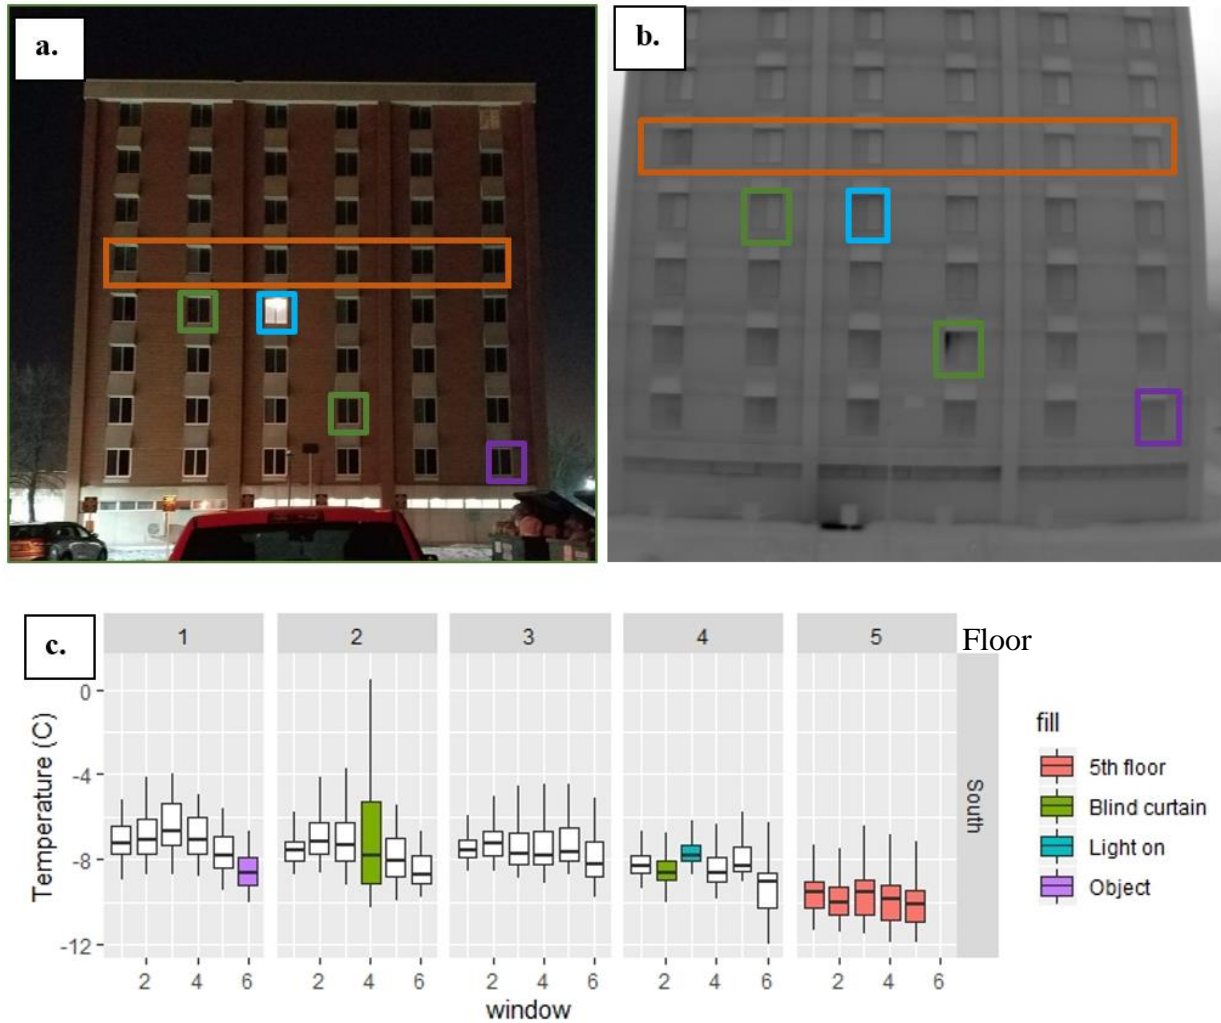 a.
b.
c.
1 2 3 4 5 Floor
0
-4
-8
-12
Temperature (C)
South
2 4 6 2 4 6 2 4 6 2 4 6 2 4 6
window
fill
5th floor
Blind curtain
Light on
Object